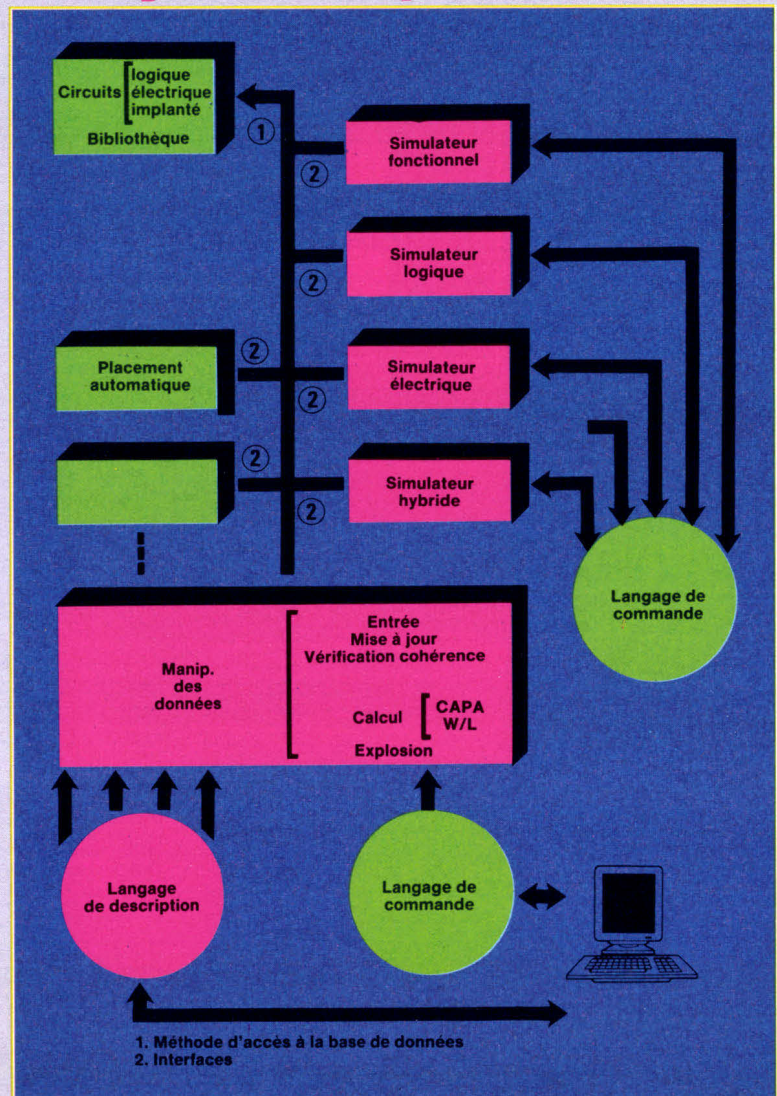 logique
Circuits électrique
implanté
Bibliothèque
1
2
Simulateur
fonctionnel
2
Simulateur
logique
Placement
automatique
2
2
Simulateur
électrique
2
2
Simulateur
hybride
Langage de
commande
Manip.
des
données
Entrée
Mise à jour
Vérification cohérence
Calcul
CAPA
W/L
Explosion
Langage
de description
Langage de
commande
1. Méthode d'accès à la base de données
2. Interfaces